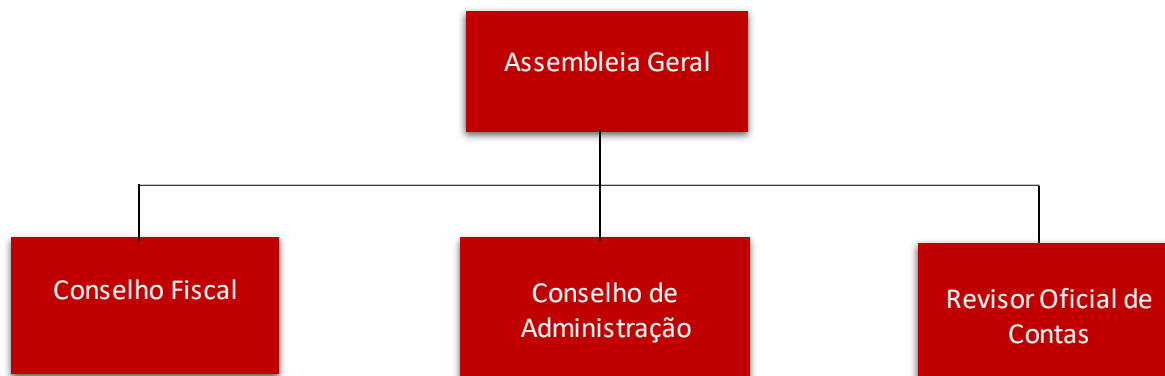 Assembleia Geral
Conselho Fiscal
Conselho de
Administração
Revisor Oficial de
Contas